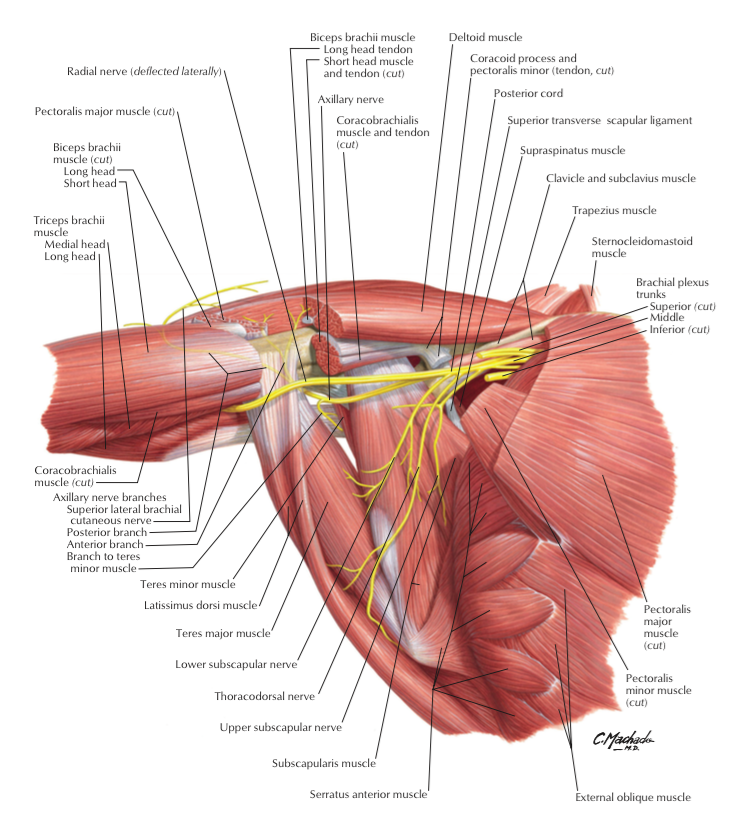 Biceps brachii muscle
Long head tendon
Short head muscle
and tendon (cut)
Deltoid muscle
Coracoid process and
pectoralis minor (tendon, cut)
Radial nerve (deflected laterally)
Posterior cord
Axillary nerve
Pectoralis major muscle (cut)
Coracobrachialis
muscle and tendon
(cut)
Superior transverse scapular ligament
Biceps brachii
muscle (cut)
Long head
Short head
Supraspinatus muscle
Clavicle and subclavius muscle
Trapezius muscle
Triceps brachii
muscle
Medial head
Long head
Sternocleidomastoid
muscle
Brachial plexus
trunks
Superior (cut)
Middle
Inferior (cut)
Coracobrachialis
muscle (cut)
Axillary nerve branches
Superior lateral brachial
cutaneous nerve
Posterior branch
Anterior branch
Branch to teres
minor muscle
Teres minor muscle
Latissimus dorsi muscle
Teres major muscle
Lower subscapular nerve
Thoracodorsal nerve
Upper subscapular nerve
Subscapularis muscle
Serratus anterior muscle
Pectoralis
major
muscle
(cut)
Pectoralis
minor muscle
(cut)
C. Machado
M.D.
External oblique muscle